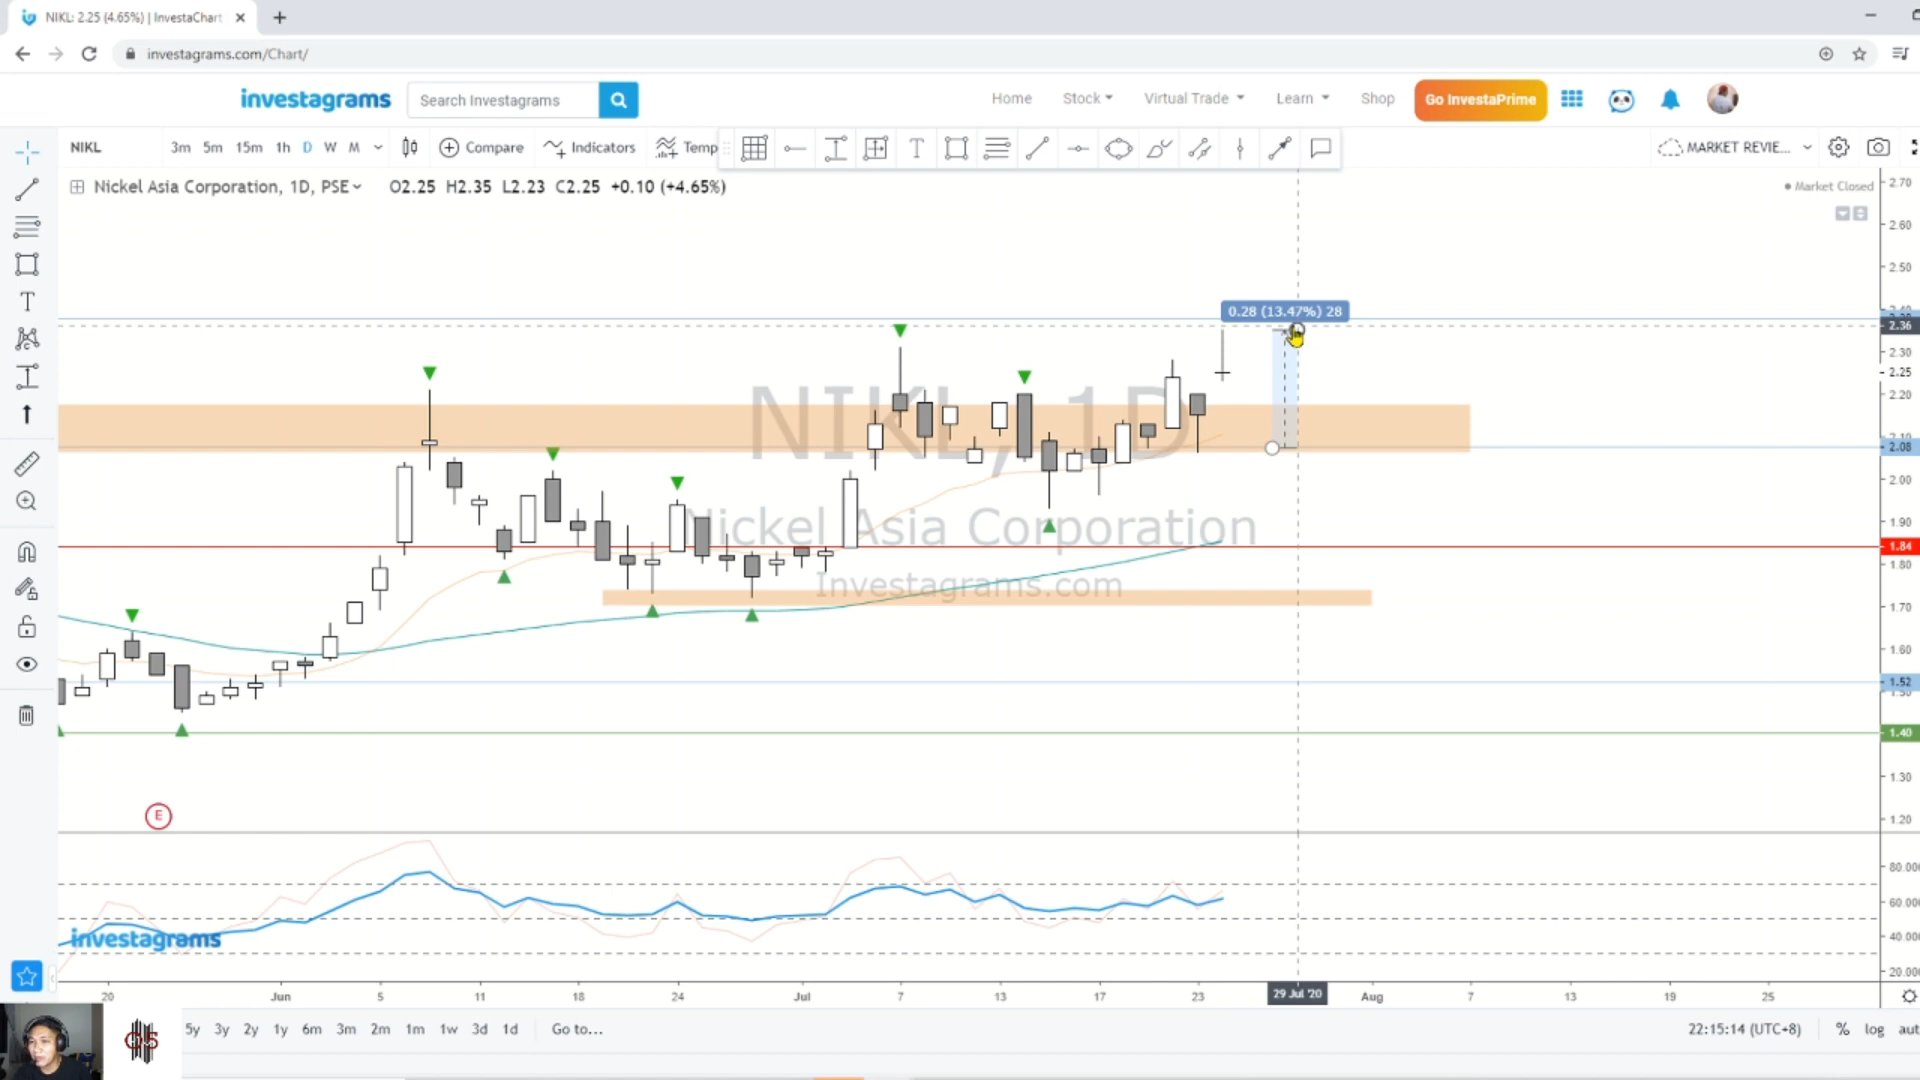 NIKL: 2.25 (4.65%) | InvestaChart
investagrams.com/Chart/
investagrams
Search Investagrams
Home Stock Virtual Trade Learn Shop Go InvestaPrime
NIKL 3m 5m 15m 1h D W M Compare Indicators Temp
MARKET REVIE...
Nickel Asia Corporation, 1D, PSE O2.25 H2.35 L2.23 C2.25 +0.10 (+4.65%)
Market Closed
2.70
2.60
2.50
0.28 (13.47%) 28
2.36
2.30
2.25
2.20
NIKL, 1D
2.08
2.00
1.90
Nickel Asia Corporation
1.84
1.80
Investagrams.com
1.70
1.60
1.52
1.40
1.30
E
1.20
80.000
60.000
40.000
investagrams
20.000
20 Jun 5 11 18 24 Jul 7 13 17 23 29 Jul '20 Aug 7 13 19 25
5y 3y 2y 1y 6m 3m 2m 1m 1w 3d 1d Go to...
22:15:14 (UTC+8) % log aut